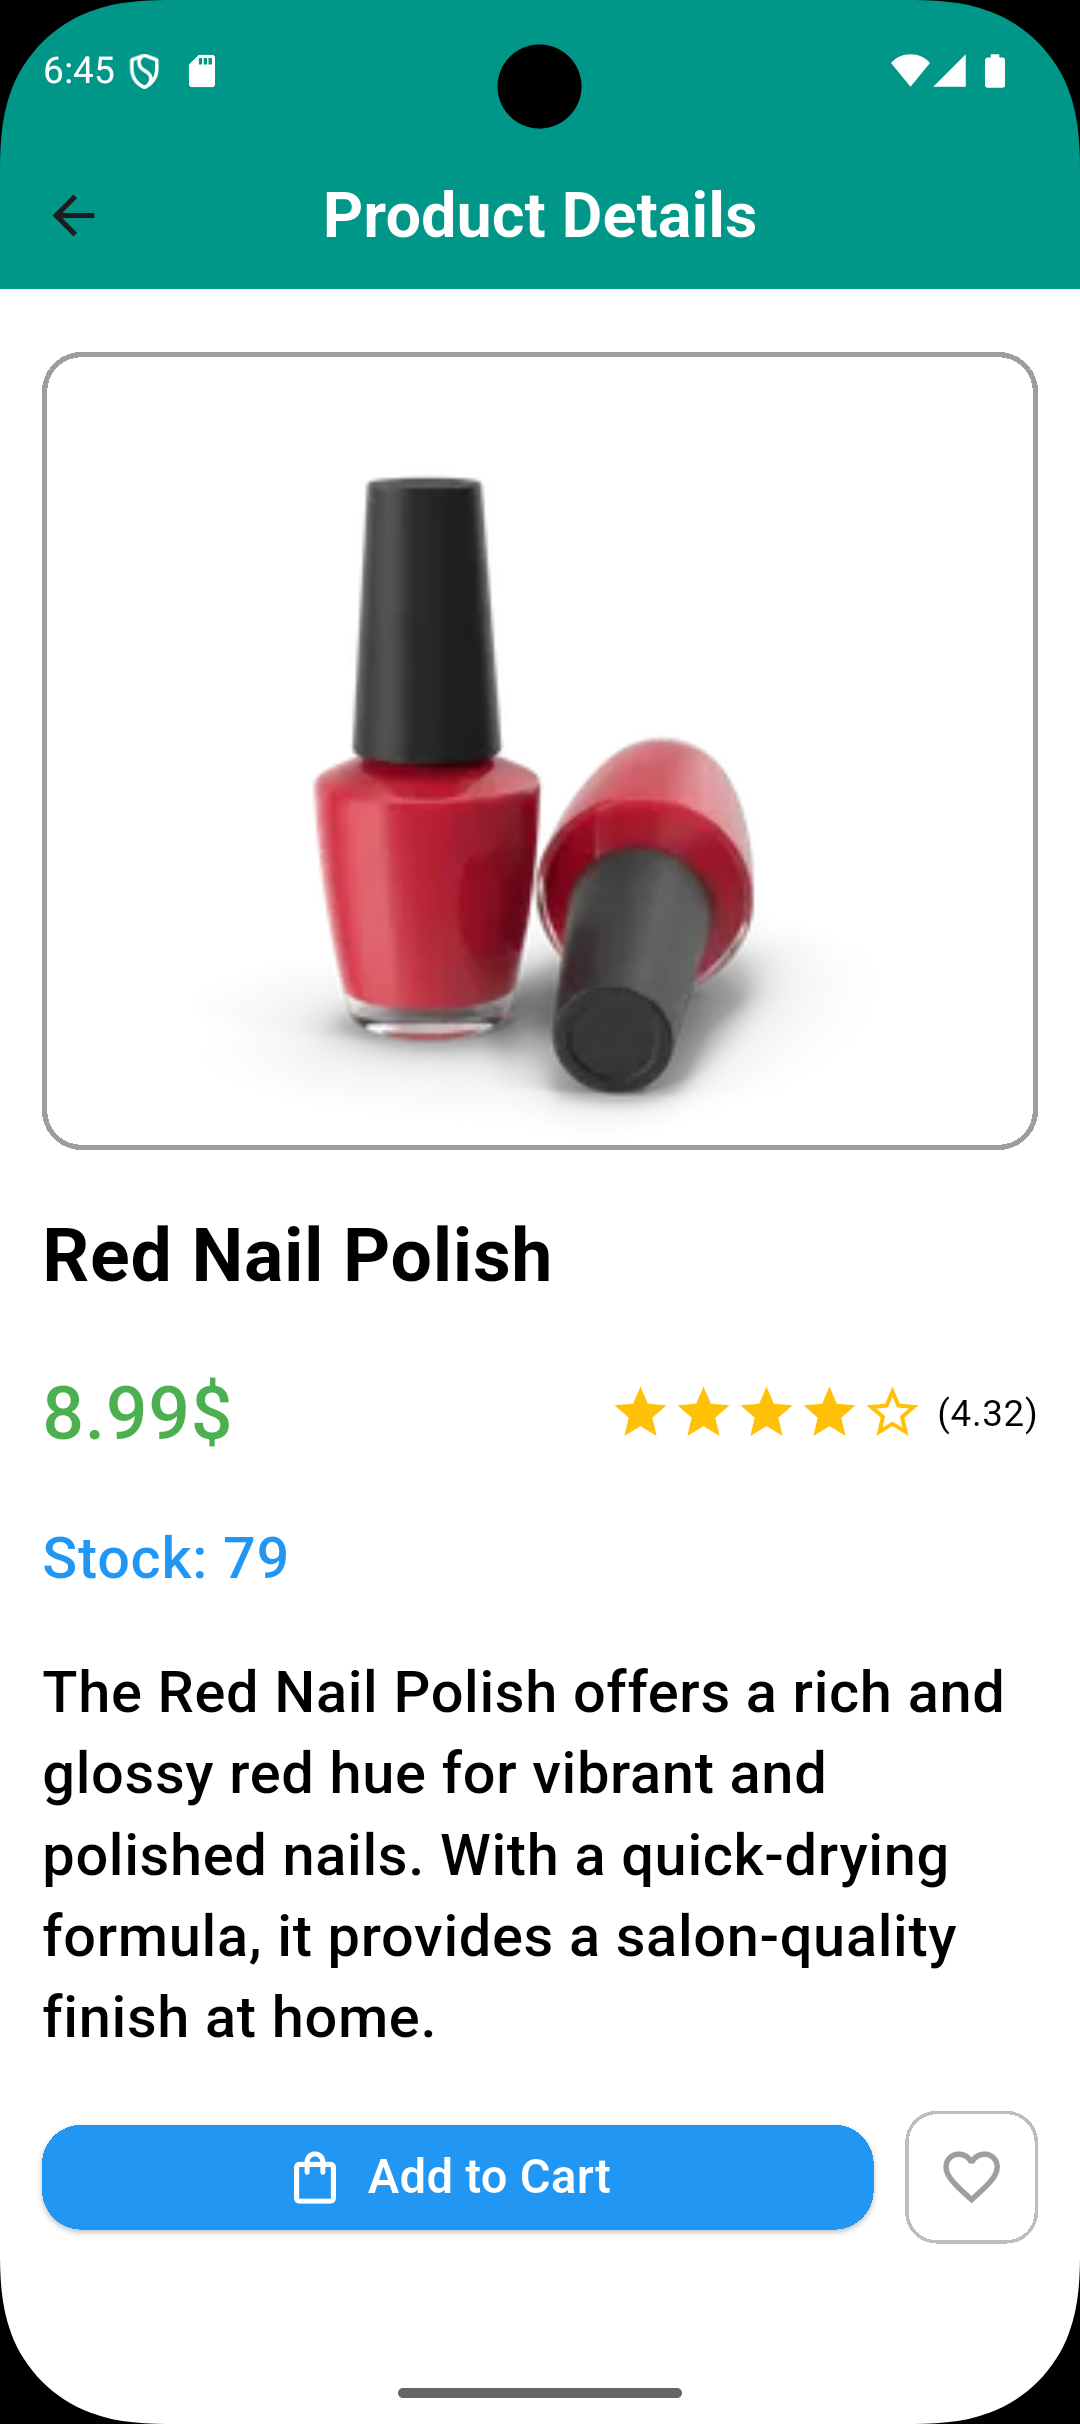 6:45
Product Details
Red Nail Polish
8.99$
(4.32)
Stock: 79
The Red Nail Polish offers a rich and
glossy red hue for vibrant and
polished nails. With a quick-drying
formula, it provides a salon-quality
finish at home.
Add to Cart